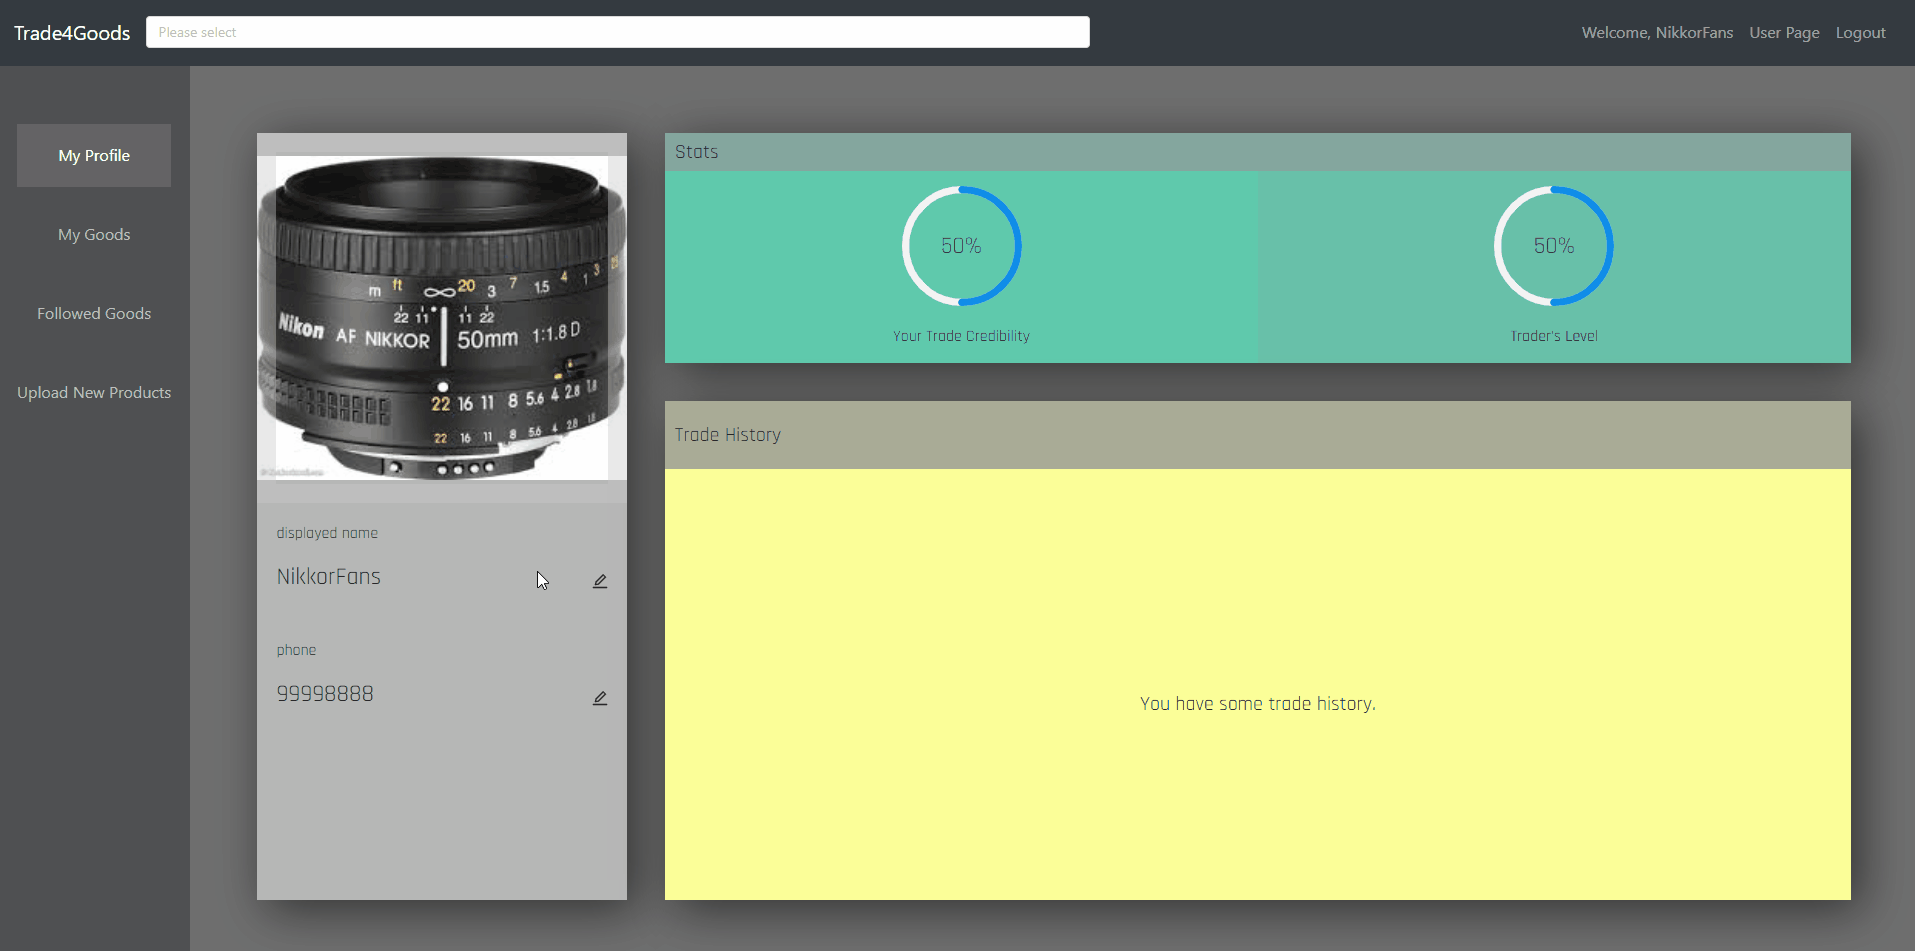 Trade4Goods
Please select
Welcome, NikkorFans
User Page
Logout
My Profile
My Goods
Followed Goods
Upload New Products
m ft ∞ 20 3 7 1.5 4 1 3
22 11 11 22
Nikon AF NIKKOR 50mm 1:1.8 D
22 16 11 8 5.6 4 2.8 1.8
22 16 11 8 5.6 4 2.8 1.8
displayed name
NikkorFans
phone
99998888
Stats
50%
Your Trade Credibility
50%
Trader's Level
Trade History
You have some trade history.